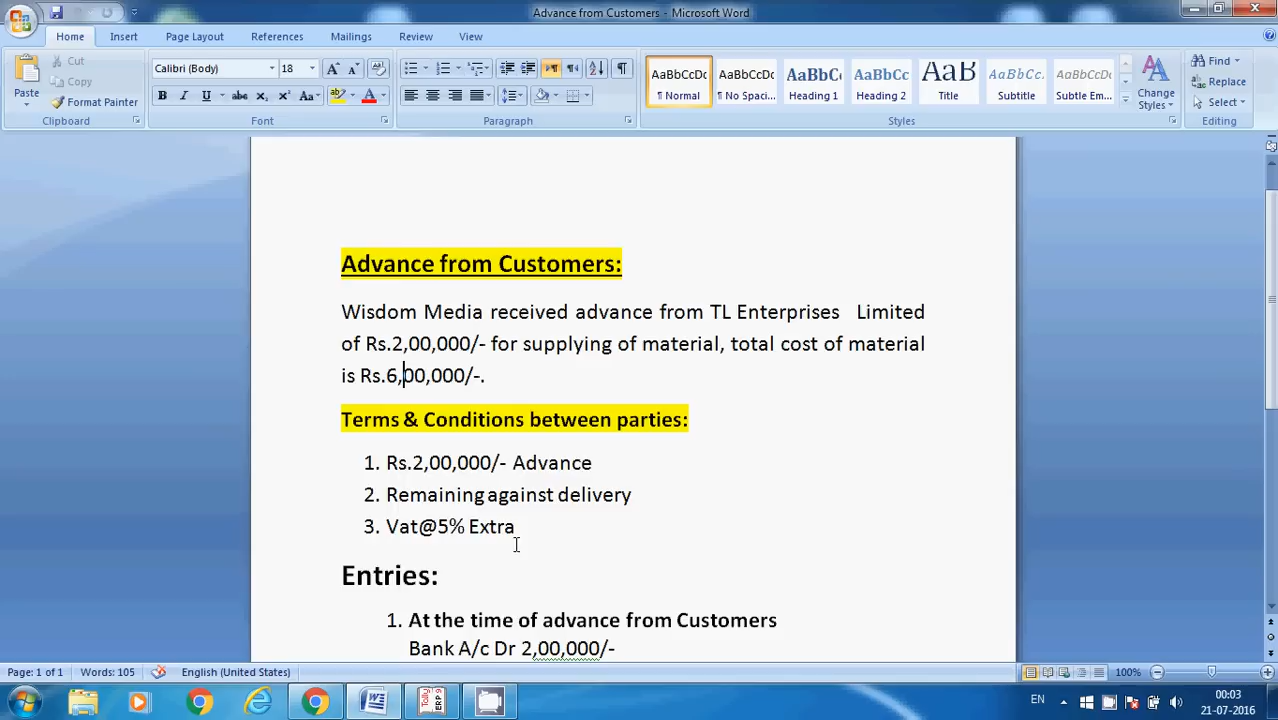 Advance from Customers - Microsoft Word
Home Insert Page Layout References Mailings Review View
Paste
Cut
Copy
Format Painter
Clipboard
Calibri (Body) 18
B I U abc x₂ x² Aa A
Font
Paragraph
AaBbCcDc AaBbCcDc AaBbC AaBbCc AaB AaBbCc. AaBbCcDc
¶ Normal ¶ No Spaci... Heading 1 Heading 2 Title Subtitle Subtle Em...
Styles
Change
Styles
Find
Replace
Select
Editing
Advance from Customers:
Wisdom Media received advance from TL Enterprises Limited
of Rs.2,00,000/- for supplying of material, total cost of material
is Rs.6,00,000/-.
Terms & Conditions between parties:
1. Rs.2,00,000/- Advance
2. Remaining against delivery
3. Vat@5% Extra
Entries:
1. At the time of advance from Customers
Bank A/c Dr 2,00,000/-
Page: 1 of 1 Words: 105 English (United States) 100%
EN 00:03
21-07-2016